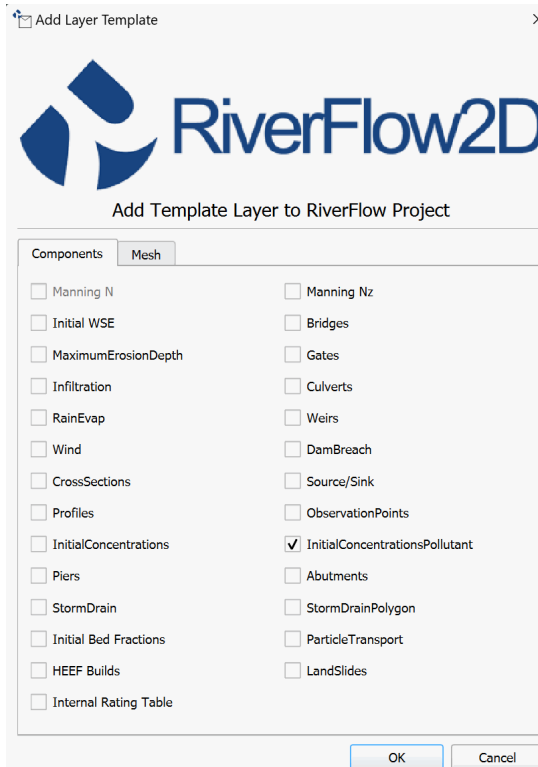 Add Layer Template
RiverFlow2D
Add Template Layer to RiverFlow Project
Components Mesh
Manning N Manning Nz
Initial WSE Bridges
MaximumErosionDepth Gates
Infiltration Culverts
RainEvap Weirs
Wind DamBreach
CrossSections Source/Sink
Profiles ObservationPoints
InitialConcentrations InitialConcentrationsPollutant
Piers Abutments
StormDrain StormDrainPolygon
Initial Bed Fractions ParticleTransport
HEEF Builds LandSlides
Internal Rating Table
OK Cancel